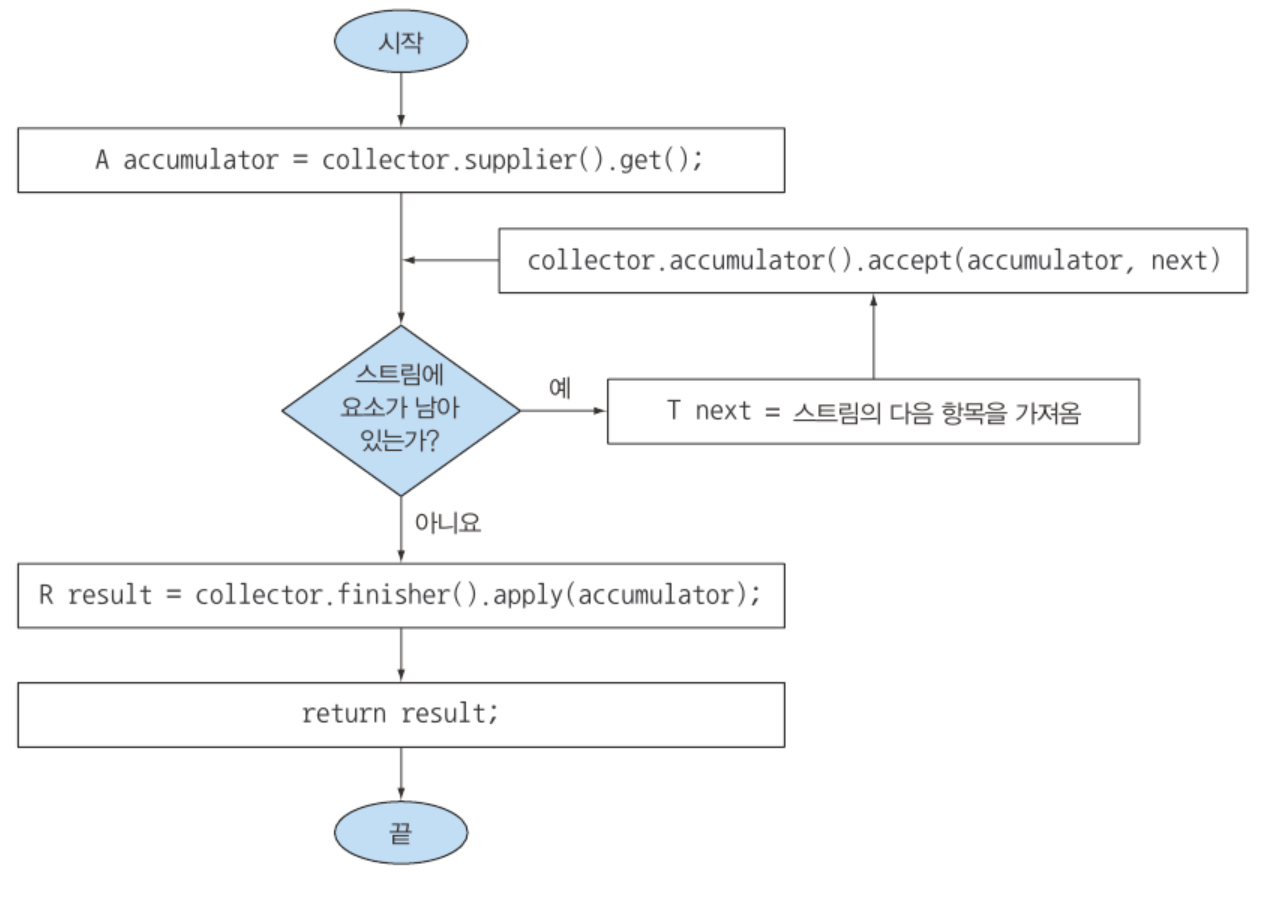 시작
A accumulator = collector.supplier().get();
collector.accumulator().accept(accumulator, next)
스트림에
요소가 남아
있는가?
예
T next = 스트림의 다음 항목을 가져옴
아니요
R result = collector.finisher().apply(accumulator);
return result;
끝